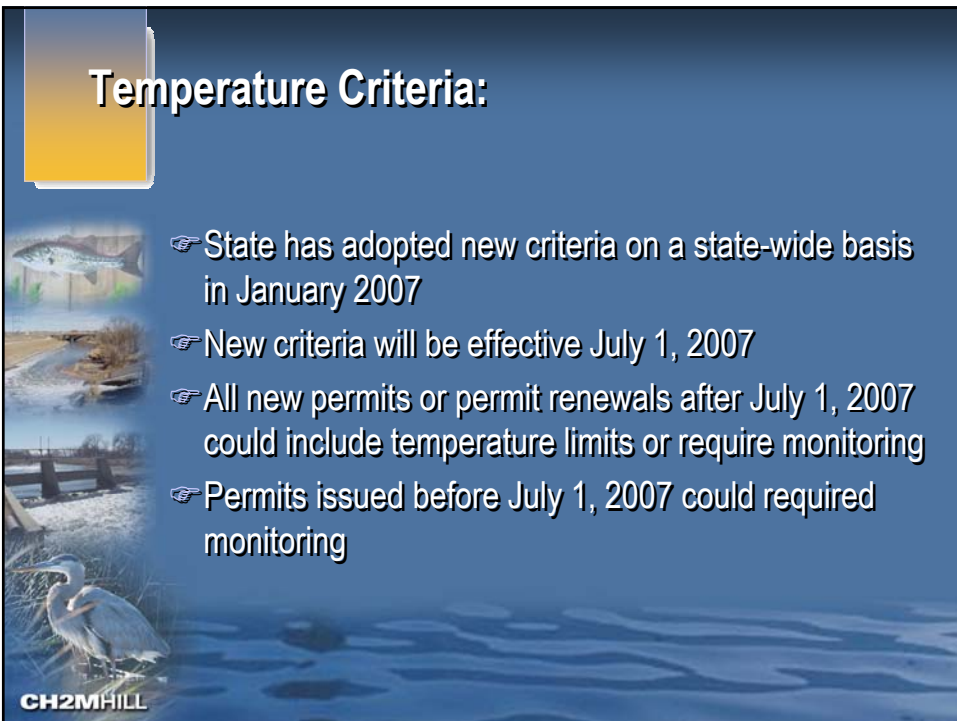 Temperature Criteria:
State has adopted new criteria on a state-wide basis
in January 2007
New criteria will be effective July 1, 2007
All new permits or permit renewals after July 1, 2007
could include temperature limits or require monitoring
Permits issued before July 1, 2007 could required
monitoring
CH2MHILL